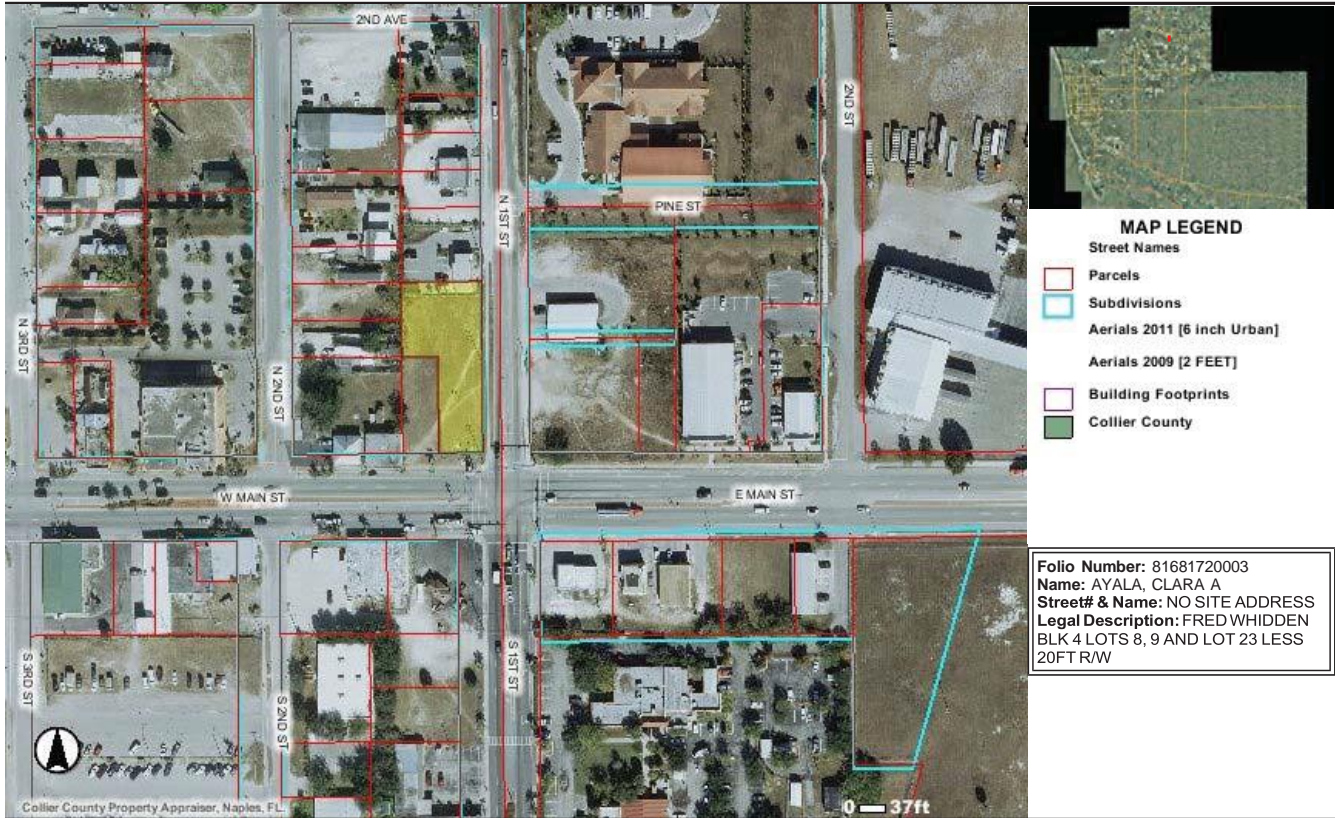 2ND AVE
N 1ST ST
2ND ST
PINE ST
N 3RD ST
N 2ND ST
W MAIN ST
E MAIN ST
S 3RD ST
S 2ND ST
S 1ST ST
Collier County Property Appraiser, Naples, FL.
0 37ft
MAP LEGEND
Street Names
Parcels
Subdivisions
Aerials 2011 [6 inch Urban]
Aerials 2009 [2 FEET]
Building Footprints
Collier County
Folio Number: 81681720003
Name: AYALA, CLARA A
Street# & Name: NO SITE ADDRESS
Legal Description: FRED WHIDDEN
BLK 4 LOTS 8, 9 AND LOT 23 LESS
20FT R/W